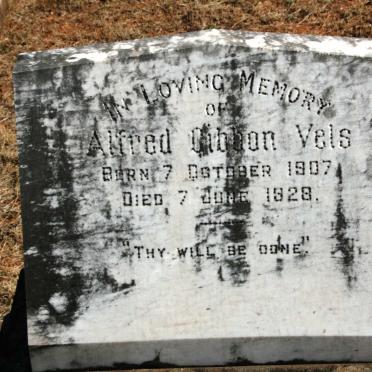 In Loving Memory
of
Alfred Gibbon Vels
Born 7 October 1907
Died 7 June 1928.
"Thy will be done".